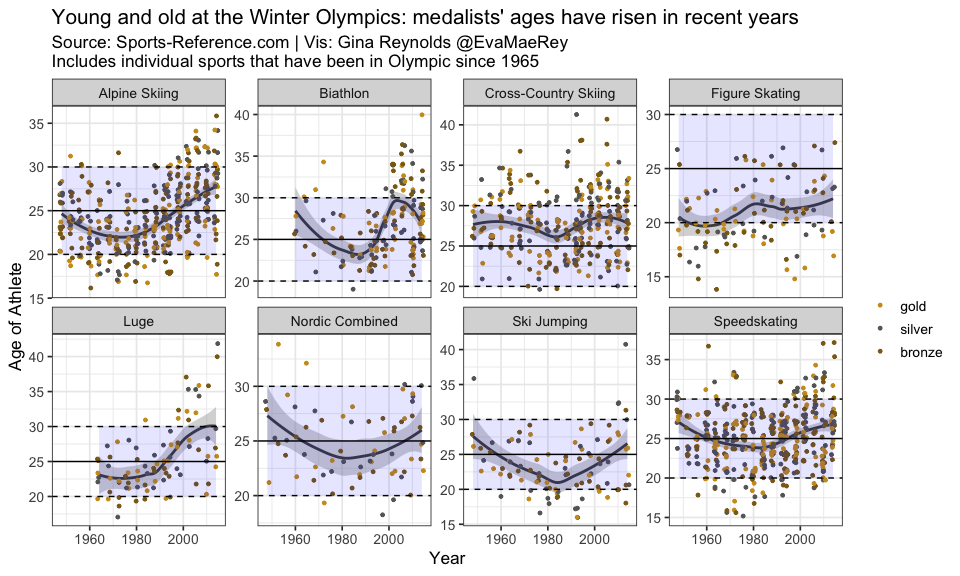 Young and old at the Winter Olympics: medalists' ages have risen in recent years
Source: Sports-Reference.com | Vis: Gina Reynolds @EvaMaeRey
Includes individual sports that have been in Olympic since 1965
Alpine Skiing
Biathlon
Cross-Country Skiing
Figure Skating
35
30
25
20
15
40
35
30
25
20
40
35
30
25
20
30
25
20
15
Luge
Nordic Combined
Ski Jumping
Speedskating
40
35
30
25
20
30
25
20
40
35
30
25
20
15
35
30
25
20
15
1960 2000
1960 2000
1960 2000
1960 2000
Age of Athlete
Year
gold
silver
bronze